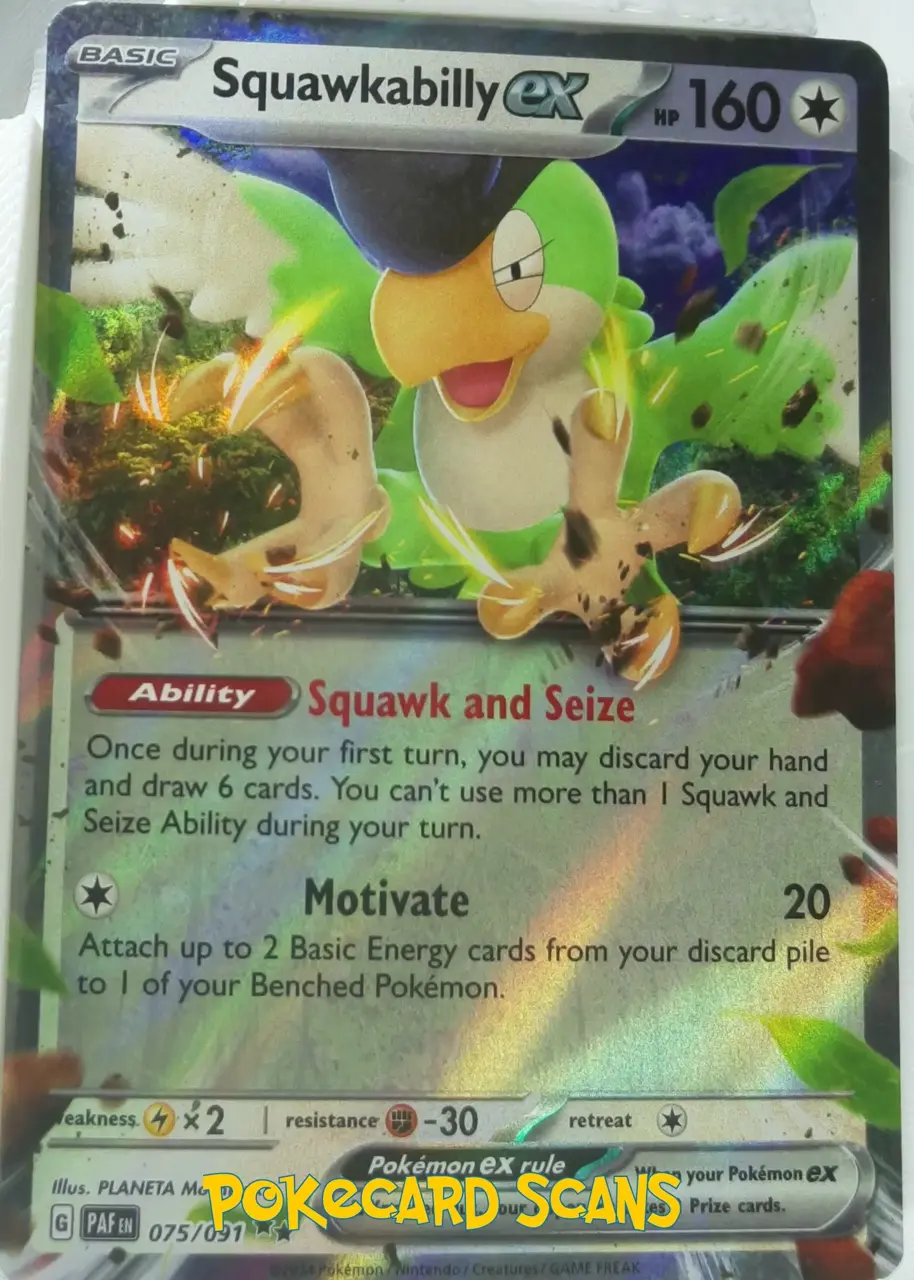 BASIC
Squawkabilly ex
HP 160
Ability Squawk and Seize
Once during your first turn, you may discard your hand
and draw 6 cards. You can't use more than 1 Squawk and
Seize Ability during your turn.
Motivate 20
Attach up to 2 Basic Energy cards from your discard pile
to 1 of your Benched Pokémon.
weakness ×2 resistance -30 retreat
Pokémon ex rule
When your Pokémon ex
Prize cards.
Illus. PLANETA
POKECARD SCANS
G PAF EN 075/091
Pokémon / Nintendo / Creatures / GAME FREAK